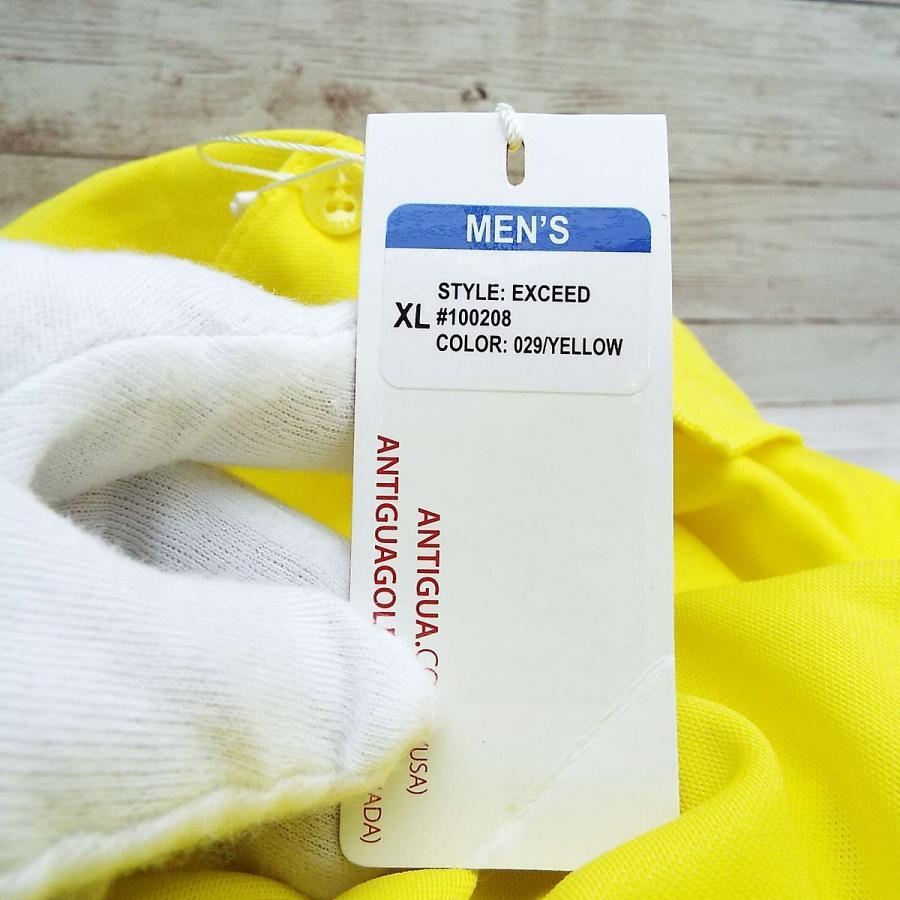 MEN'S
XL
STYLE: EXCEED
#100208
COLOR: 029/YELLOW
ANTIGUA.CO USA)
ANTIGUAGOL ADA)